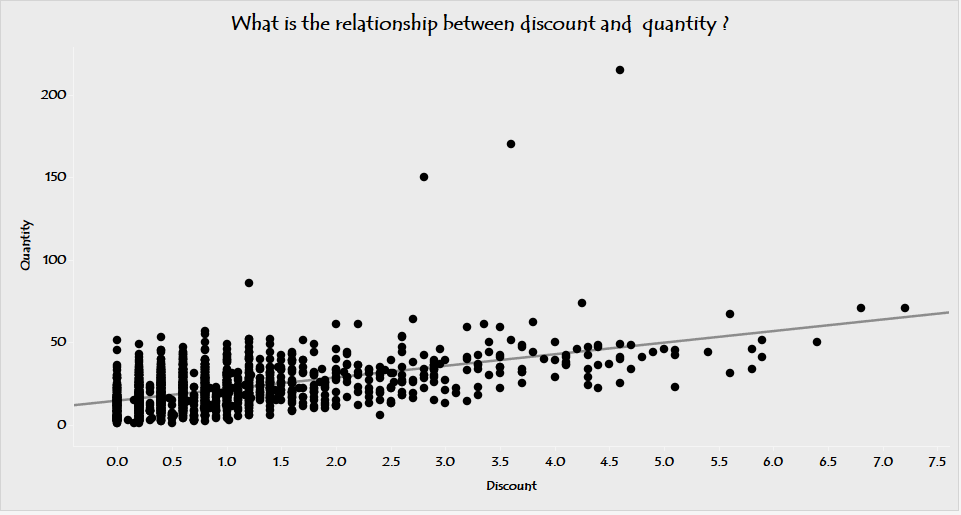 What is the relationship between discount and  quantity ?
200
150
100
50
0
Quantity
0.0 0.5 1.0 1.5 2.0 2.5 3.0 3.5 4.0 4.5 5.0 5.5 6.0 6.5 7.0 7.5
Discount